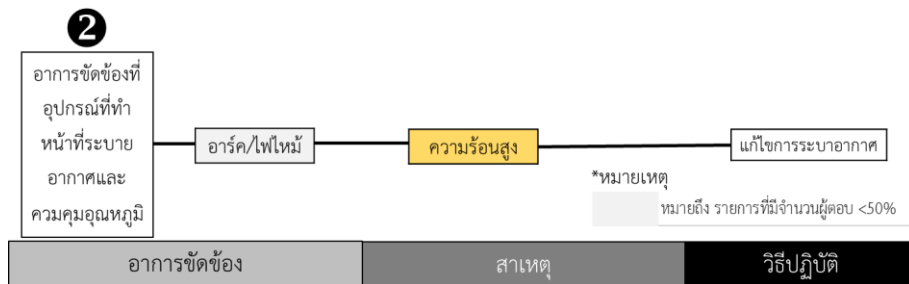 2
อาการขัดข้องที่
อุปกรณ์ที่ทำ
หน้าที่ระบาย
อากาศและ
ควมคุมอุณหภูมิ
อาร์ค/ไฟไหม้
ความร้อนสูง
แก้ไขการระบาอากาศ
*หมายเหตุ
หมายถึง รายการที่มีจำนวนผู้ตอบ <50%
อาการขัดข้อง
สาเหตุ
วิธีปฏิบัติ